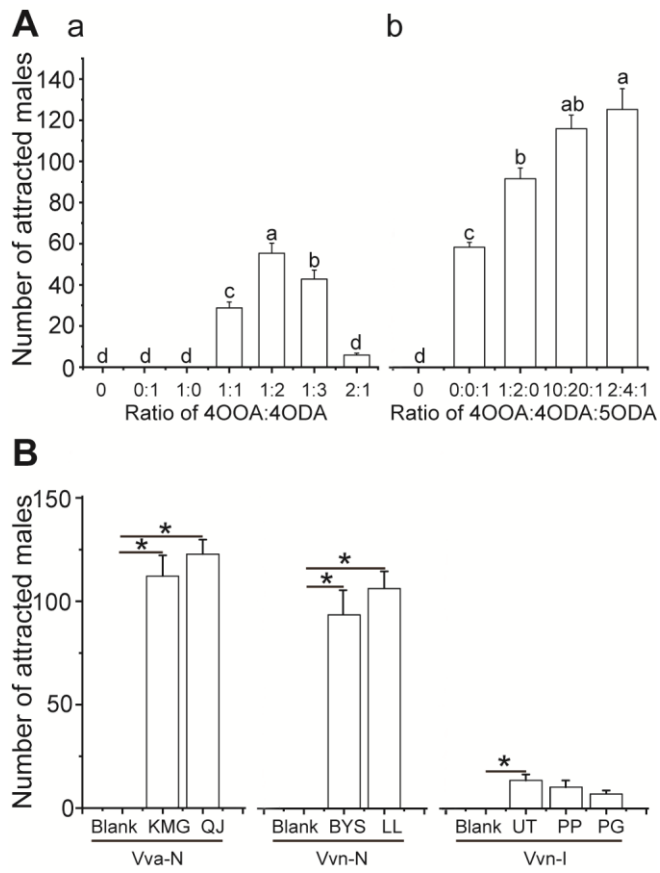 A a b
Number of attracted males
140
120
100
80
60
40
20
0
d d d c a b d
0 0:1 1:0 1:1 1:2 1:3 2:1
Ratio of 4OOA:4ODA
d c b ab a
0 0:0:1 1:2:0 10:20:1 2:4:1
Ratio of 4OOA:4ODA:5ODA
B
Number of attracted males
150
100
50
0
* *
* *
*
Blank KMG QJ Blank BYS LL Blank UT PP PG
Vva-N Vvn-N Vvn-I